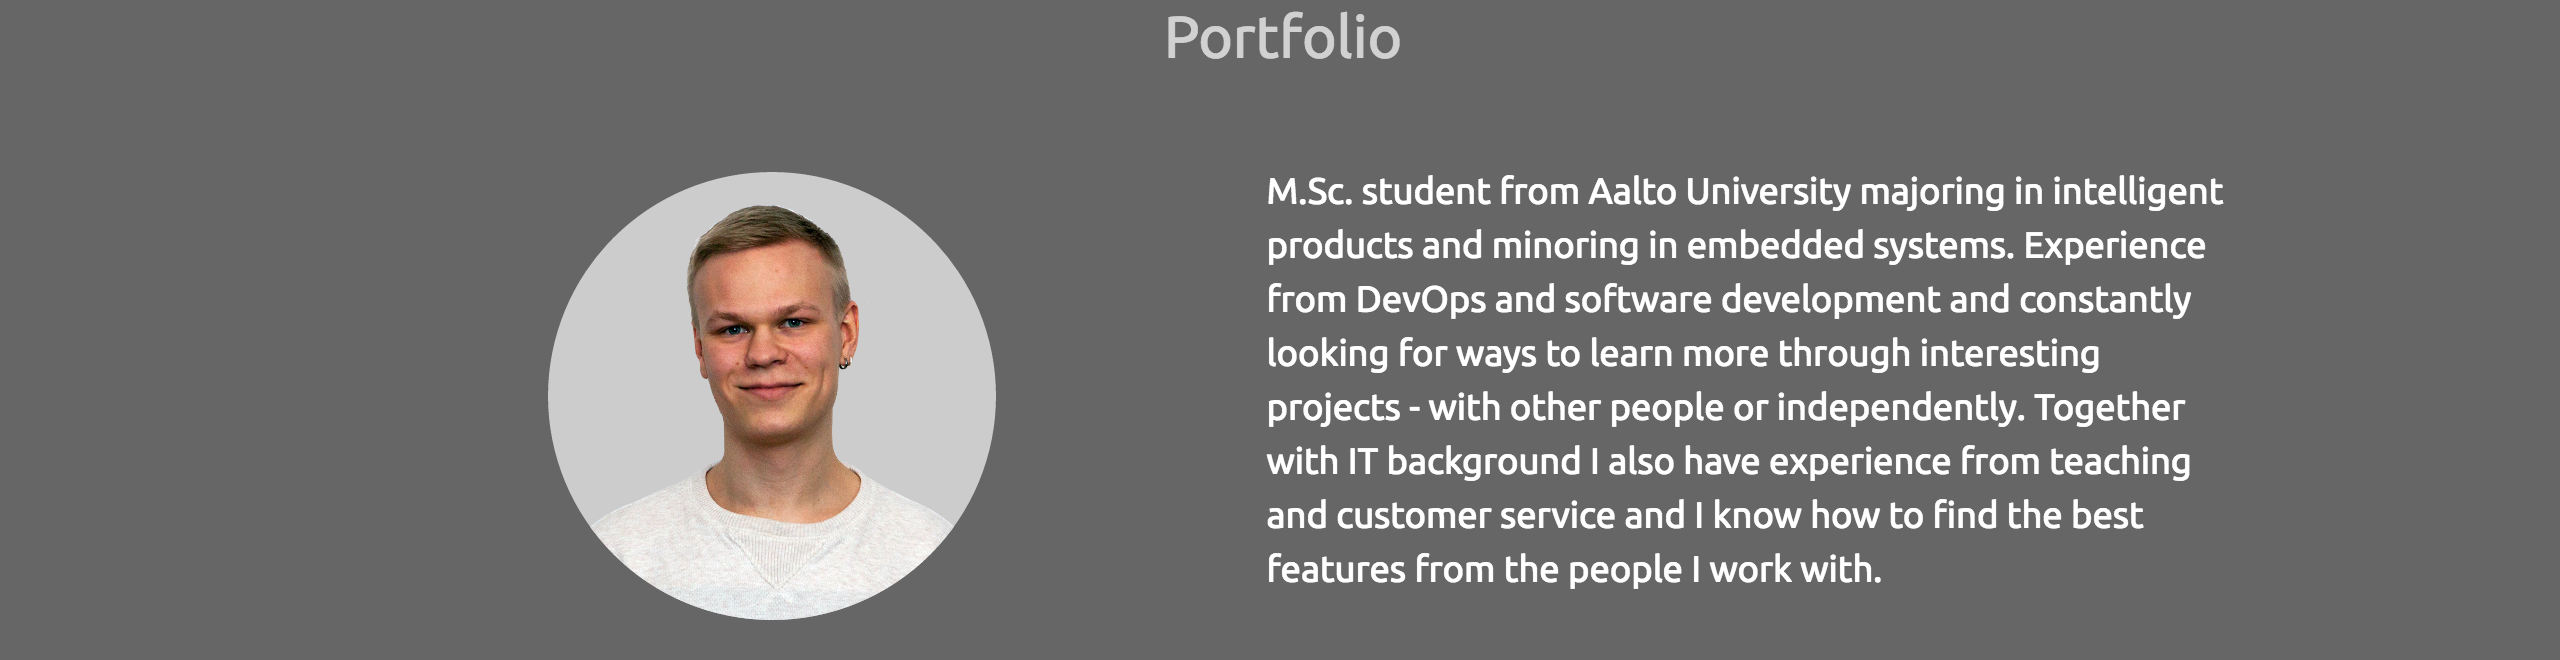 Portfolio
M.Sc. student from Aalto University majoring in intelligent
products and minoring in embedded systems. Experience
from DevOps and software development and constantly
looking for ways to learn more through interesting
projects - with other people or independently. Together
with IT background I also have experience from teaching
and customer service and I know how to find the best
features from the people I work with.